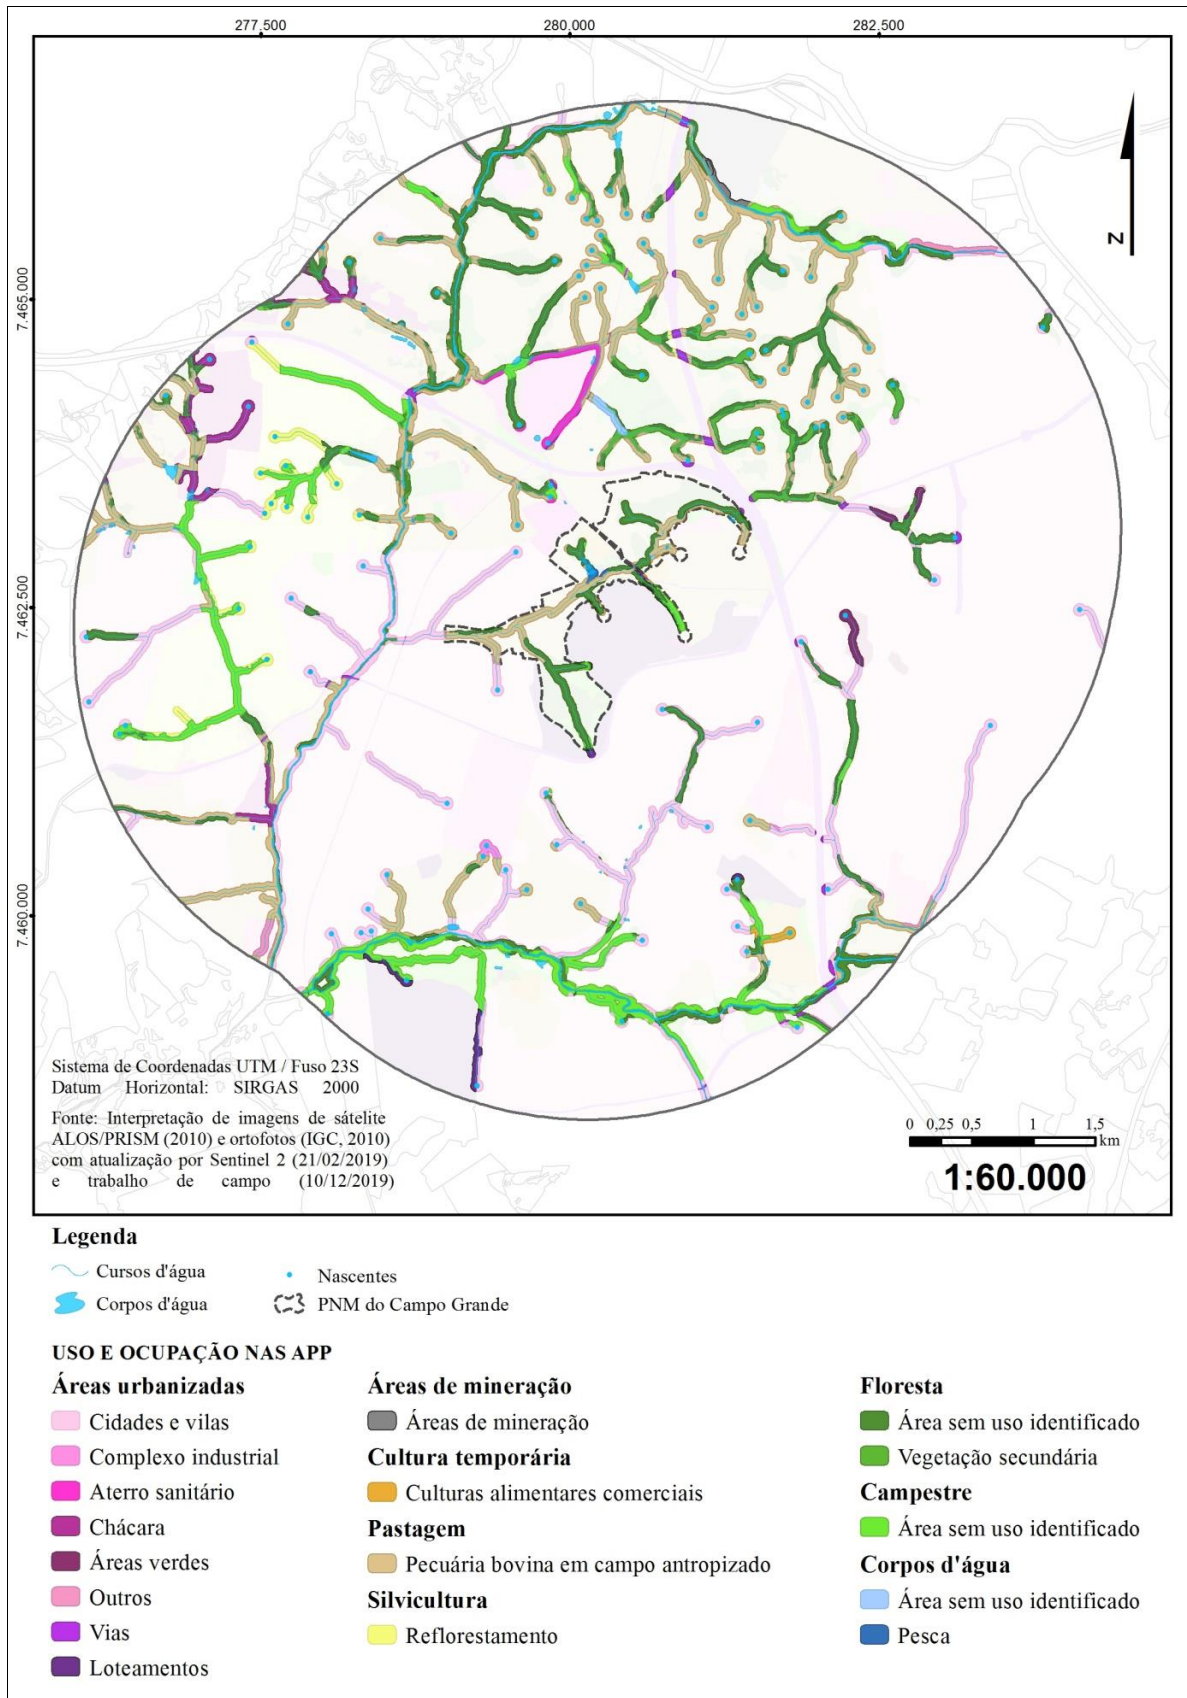 277.500 280.000 282.500
7.465.000
7.462.500
7.460.000
N
Sistema de Coordenadas UTM / Fuso 23S
Datum Horizontal: SIRGAS 2000
Fonte: Interpretação de imagens de sátelite
ALOS/PRISM (2010) e ortofotos (IGC, 2010)
com atualização por Sentinel 2 (21/02/2019)
e trabalho de campo (10/12/2019)
0 0,25 0,5 1 1,5
km
1:60.000
Legenda
Cursos d'água
Corpos d'água
Nascentes
PNM do Campo Grande
USO E OCUPAÇÃO NAS APP
Áreas urbanizadas
Cidades e vilas
Complexo industrial
Aterro sanitário
Chácara
Áreas verdes
Outros
Vias
Loteamentos
Áreas de mineração
Áreas de mineração
Cultura temporária
Culturas alimentares comerciais
Pastagem
Pecuária bovina em campo antropizado
Silvicultura
Reflorestamento
Floresta
Área sem uso identificado
Vegetação secundária
Campestre
Área sem uso identificado
Corpos d'água
Área sem uso identificado
Pesca